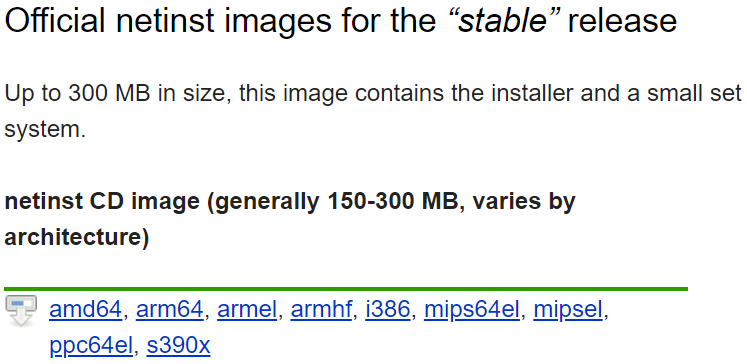 Official netinst images for the “stable” release
Up to 300 MB in size, this image contains the installer and a small set
system.
netinst CD image (generally 150-300 MB, varies by
architecture)
amd64, arm64, armel, armhf, i386, mips64el, mipsel,
ppc64el, s390x